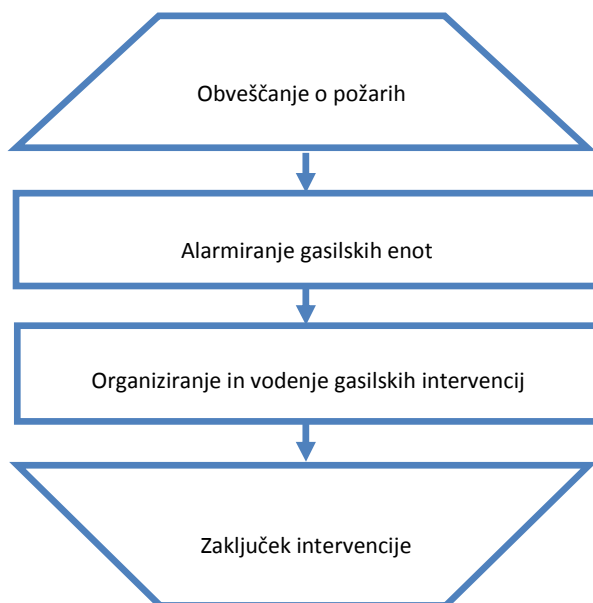 Obveščanje o požarih
Alarmiranje gasilskih enot
Organiziranje in vodenje gasilskih intervencij
Zaključek intervencije